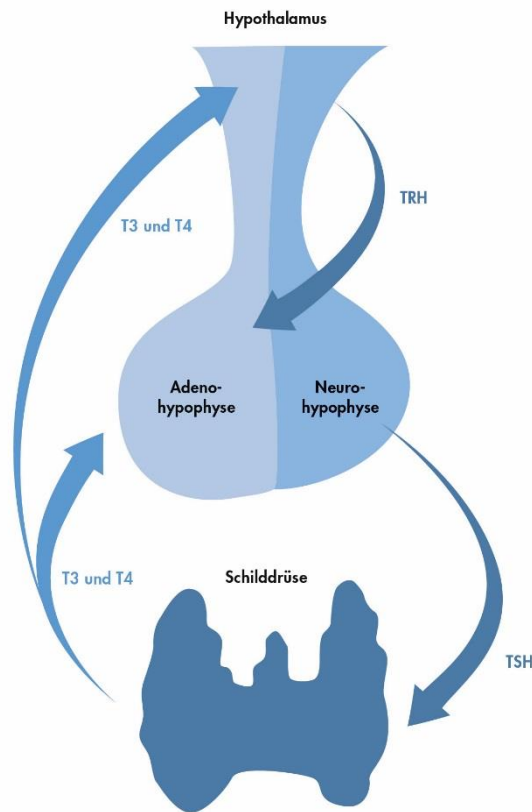 Hypothalamus
T3 und T4
TRH
Adeno-
hypophyse
Neuro-
hypophyse
T3 und T4
Schilddrüse
TSH